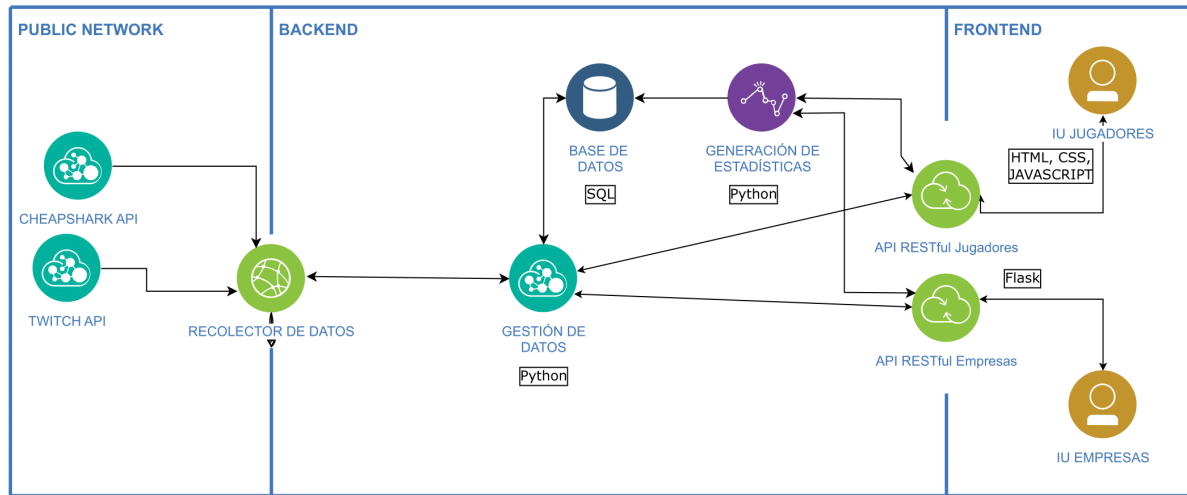 PUBLIC NETWORK
BACKEND
FRONTEND
CHEAPSHARK API
TWITCH API
RECOLECTOR DE DATOS
BASE DE
DATOS
SQL
GENERACIÓN DE
ESTADÍSTICAS
Python
GESTIÓN DE
DATOS
Python
API RESTful Jugadores
API RESTful Empresas
IU JUGADORES
HTML, CSS,
JAVASCRIPT
Flask
IU EMPRESAS